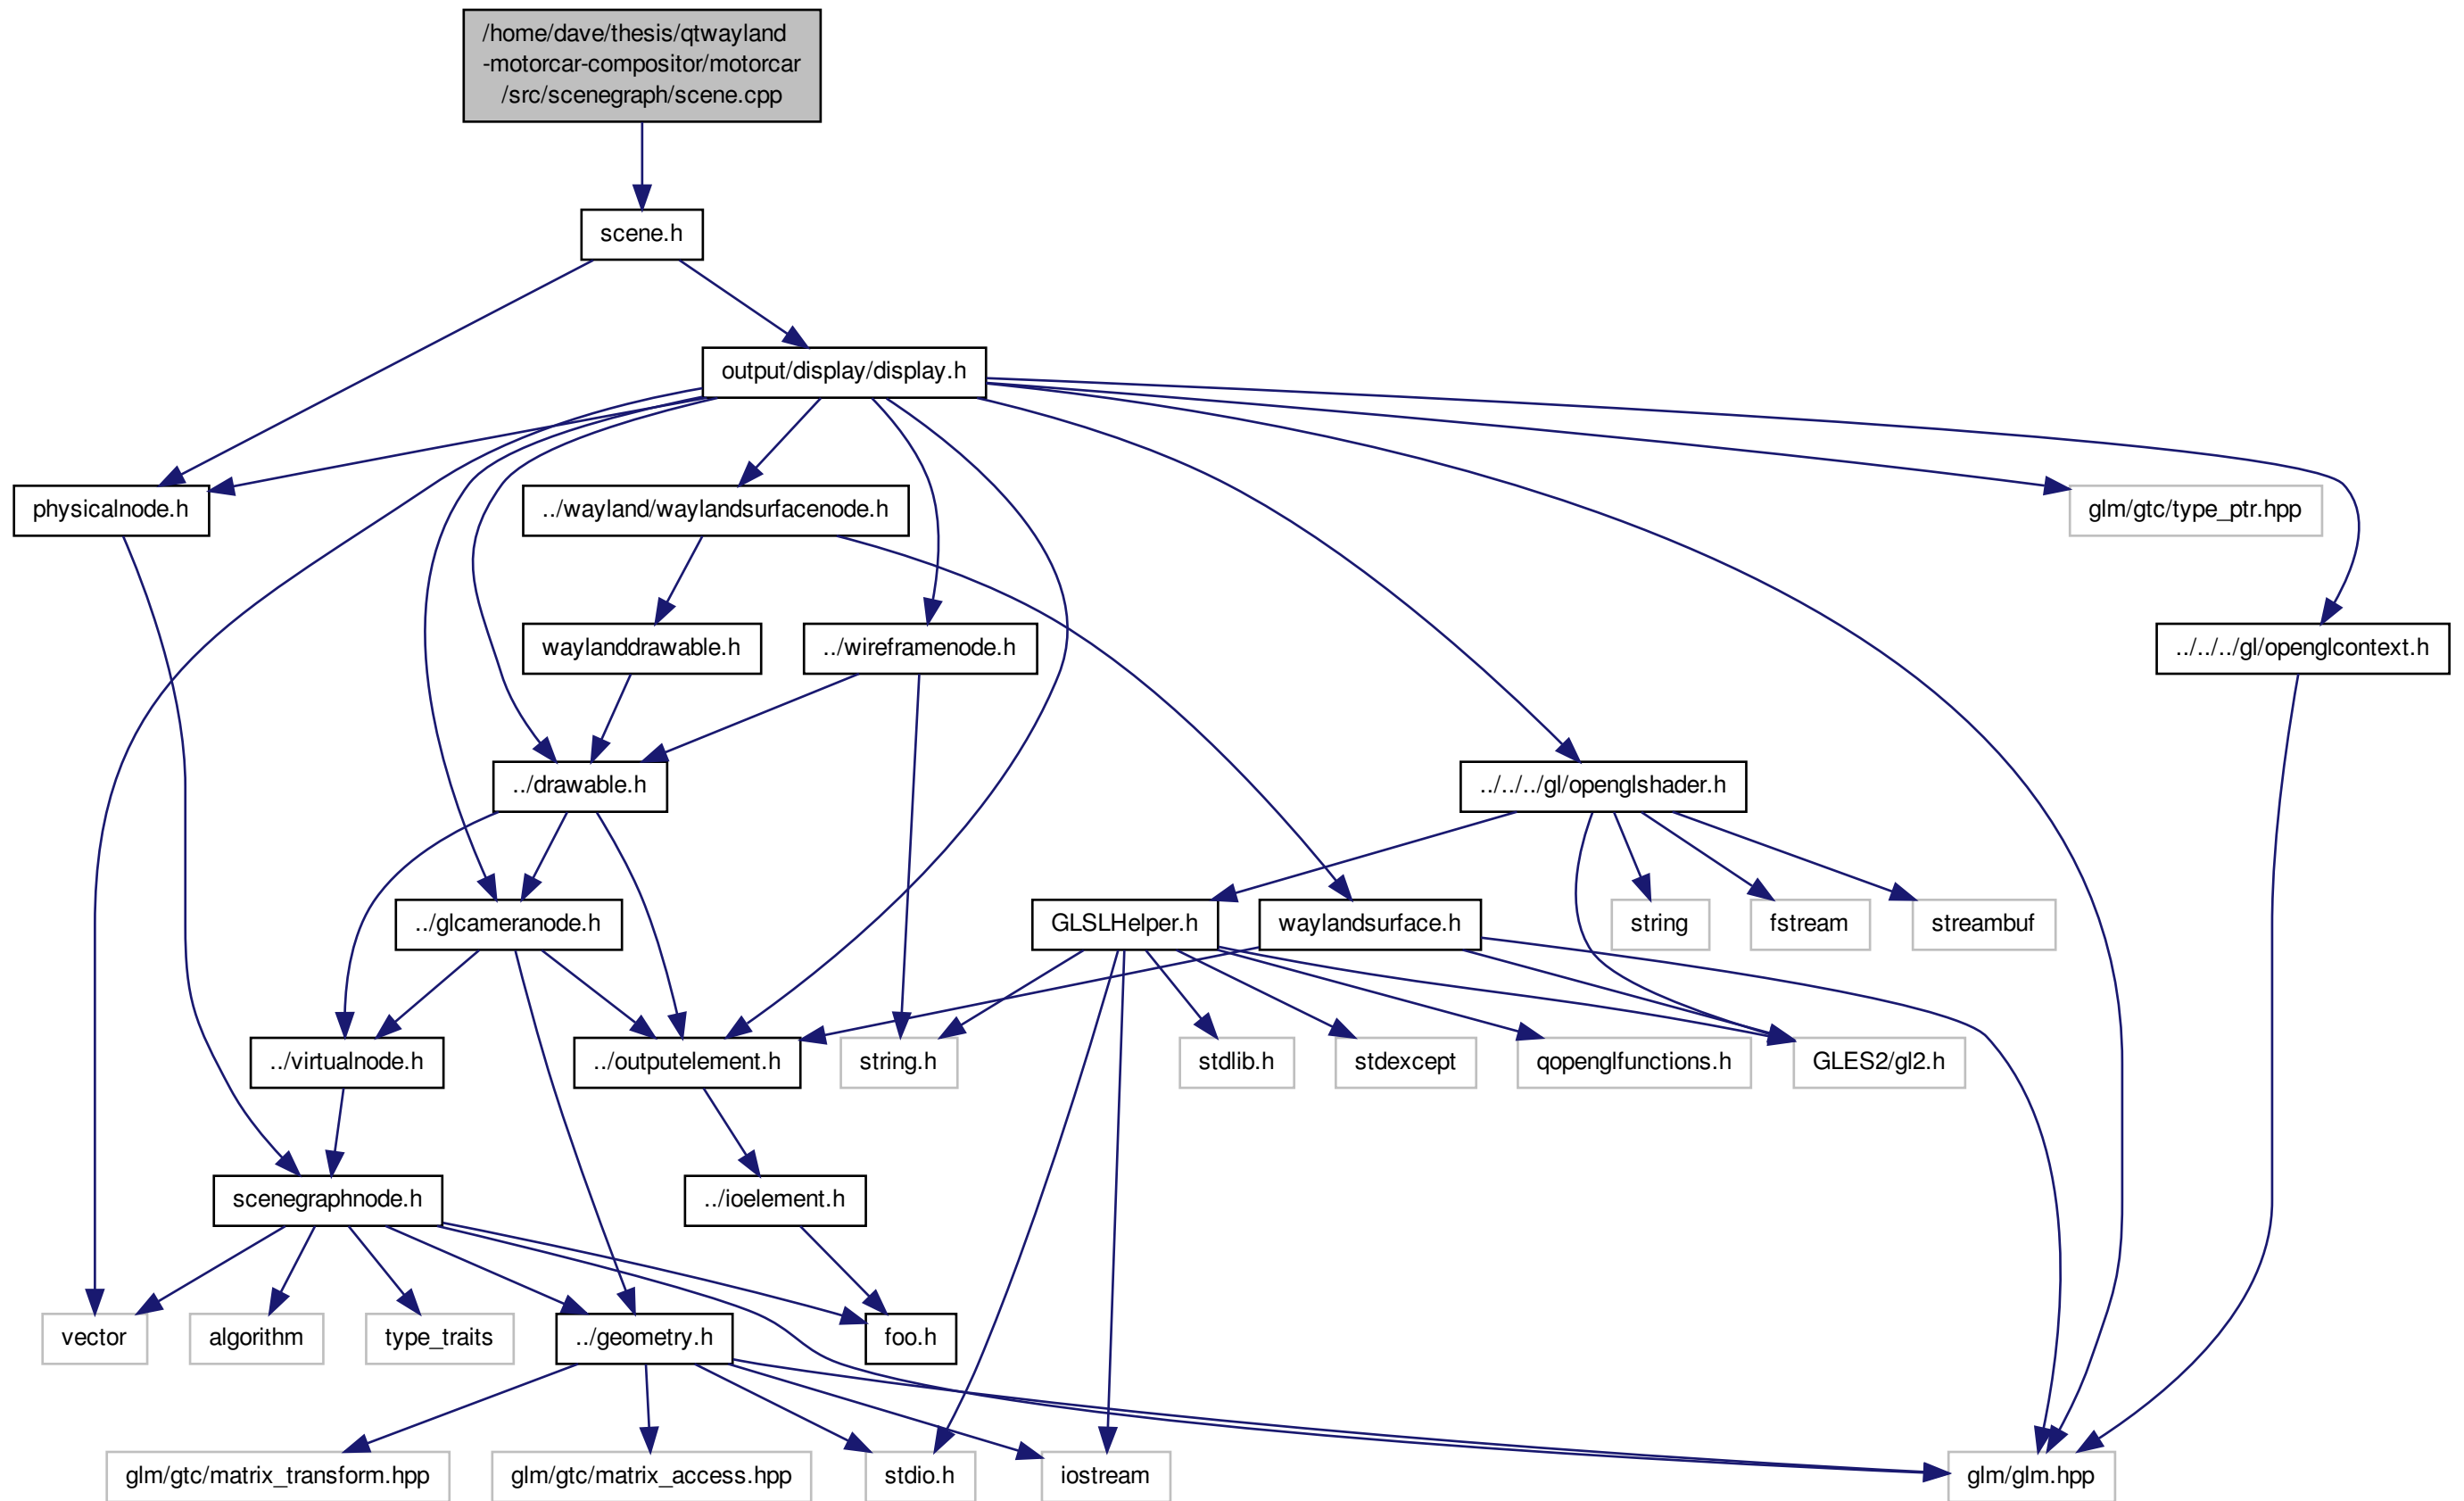 /home/dave/thesis/qtwayland
-motorcar-compositor/motorcar
/src/scenegraph/scene.cpp
scene.h
output/display/display.h
physicalnode.h
../wayland/waylandsurfacenode.h
glm/gtc/type_ptr.hpp
waylanddrawable.h
../wireframenode.h
../../../gl/openglcontext.h
../drawable.h
../../../gl/openglshader.h
../glcameranode.h
GLSLHelper.h
waylandsurface.h
string
fstream
streambuf
../virtualnode.h
../outputelement.h
string.h
stdlib.h
stdexcept
qopenglfunctions.h
GLES2/gl2.h
scenegraphnode.h
../ioelement.h
vector
algorithm
type_traits
../geometry.h
foo.h
glm/gtc/matrix_transform.hpp
glm/gtc/matrix_access.hpp
stdio.h
iostream
glm/glm.hpp